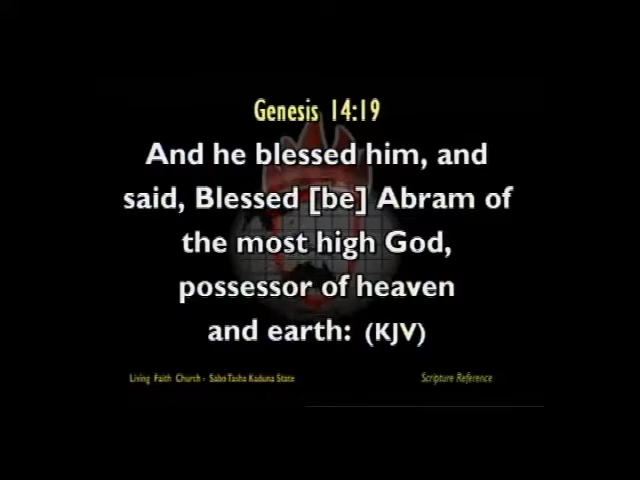 Genesis 14:19
And he blessed him, and
said, Blessed [be] Abram of
the most high God,
possessor of heaven
and earth: (KJV)
Living Faith Church - Sabo Tasha Kaduna State
Scripture Reference